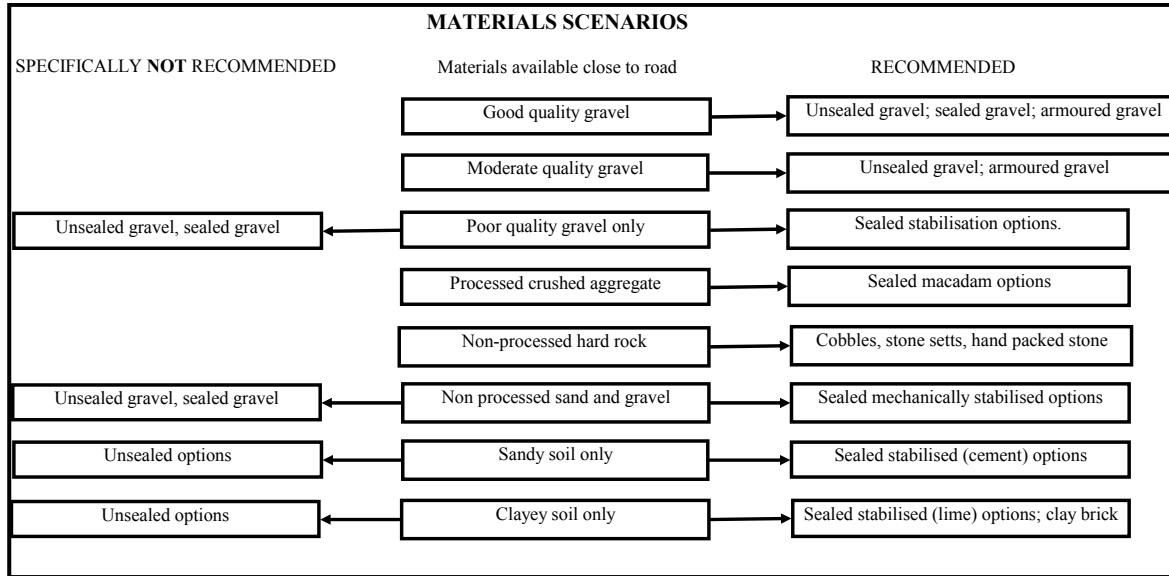 MATERIALS SCENARIOS
SPECIFICALLY NOT RECOMMENDED
Materials available close to road
RECOMMENDED
Good quality gravel
Unsealed gravel; sealed gravel; armoured gravel
Moderate quality gravel
Unsealed gravel; armoured gravel
Unsealed gravel, sealed gravel
Poor quality gravel only
Sealed stabilisation options.
Processed crushed aggregate
Sealed macadam options
Non-processed hard rock
Cobbles, stone setts, hand packed stone
Unsealed gravel, sealed gravel
Non processed sand and gravel
Sealed mechanically stabilised options
Unsealed options
Sandy soil only
Sealed stabilised (cement) options
Unsealed options
Clayey soil only
Sealed stabilised (lime) options; clay brick